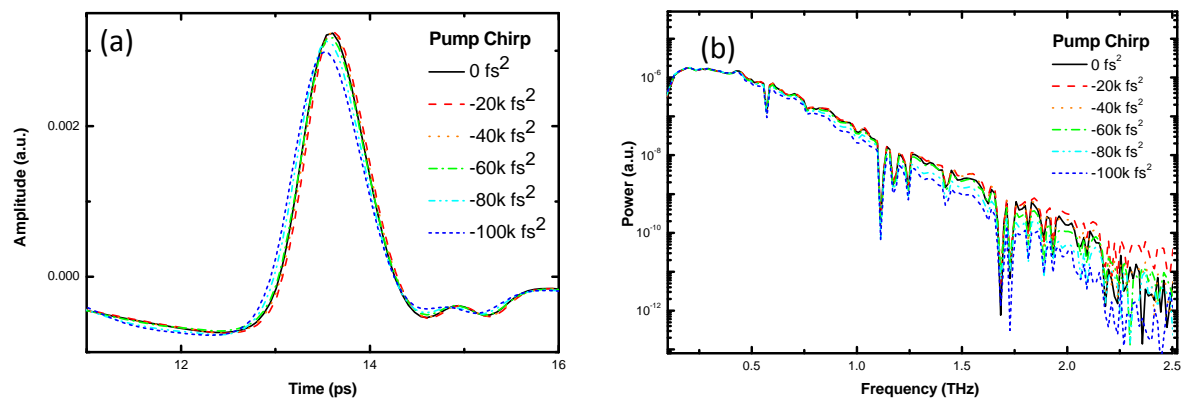 (a)
Pump Chirp
0 fs²
-20k fs²
-40k fs²
-60k fs²
-80k fs²
-100k fs²
0.002
0.000
Amplitude (a.u.)
12
14
16
Time (ps)
(b)
Pump Chirp
0 fs²
-20k fs²
-40k fs²
-60k fs²
-80k fs²
-100k fs²
10⁻⁶
10⁻⁸
10⁻¹⁰
10⁻¹²
Power (a.u.)
0.5
1.0
1.5
2.0
2.5
Frequency (THz)